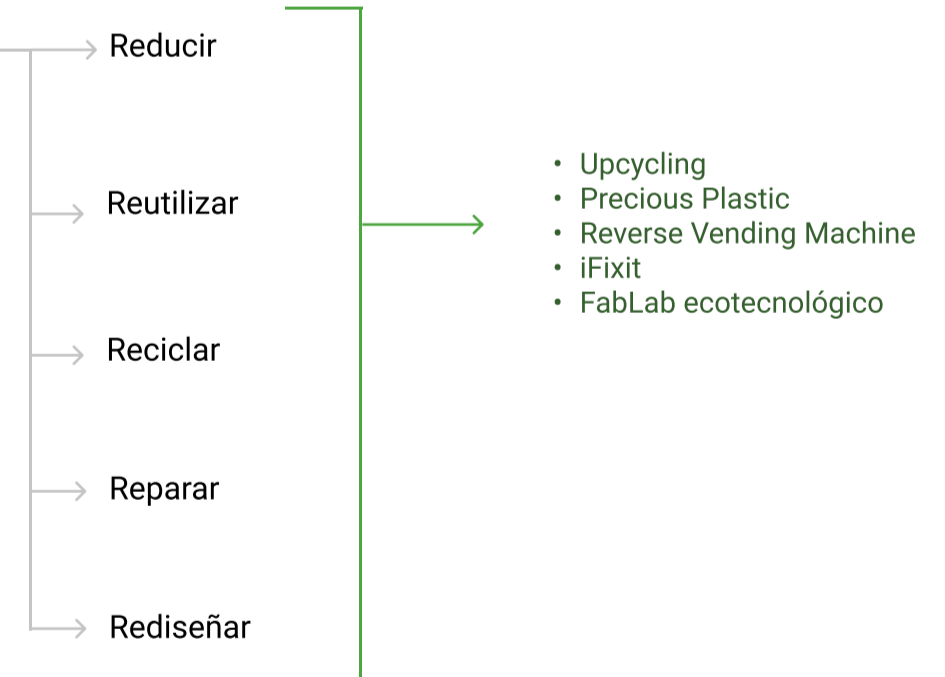 Reducir
Reutilizar
Reciclar
Reparar
Rediseñar
• Upcycling
• Precious Plastic
• Reverse Vending Machine
• iFixit
• FabLab ecotecnológico